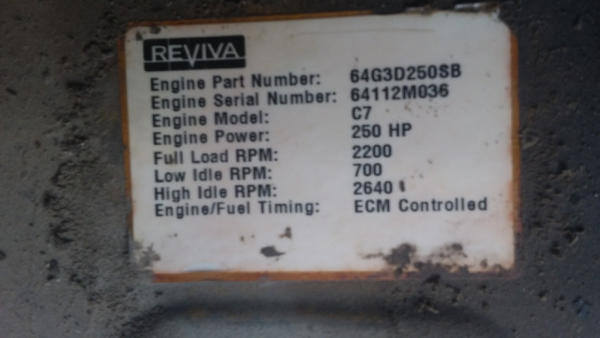 REVIVA
Engine Part Number: 64G3D250SB
Engine Serial Number: 64112M036
Engine Model: C7
Engine Power: 250 HP
Full Load RPM: 2200
Low Idle RPM: 700
High Idle RPM: 2640
Engine/Fuel Timing: ECM Controlled